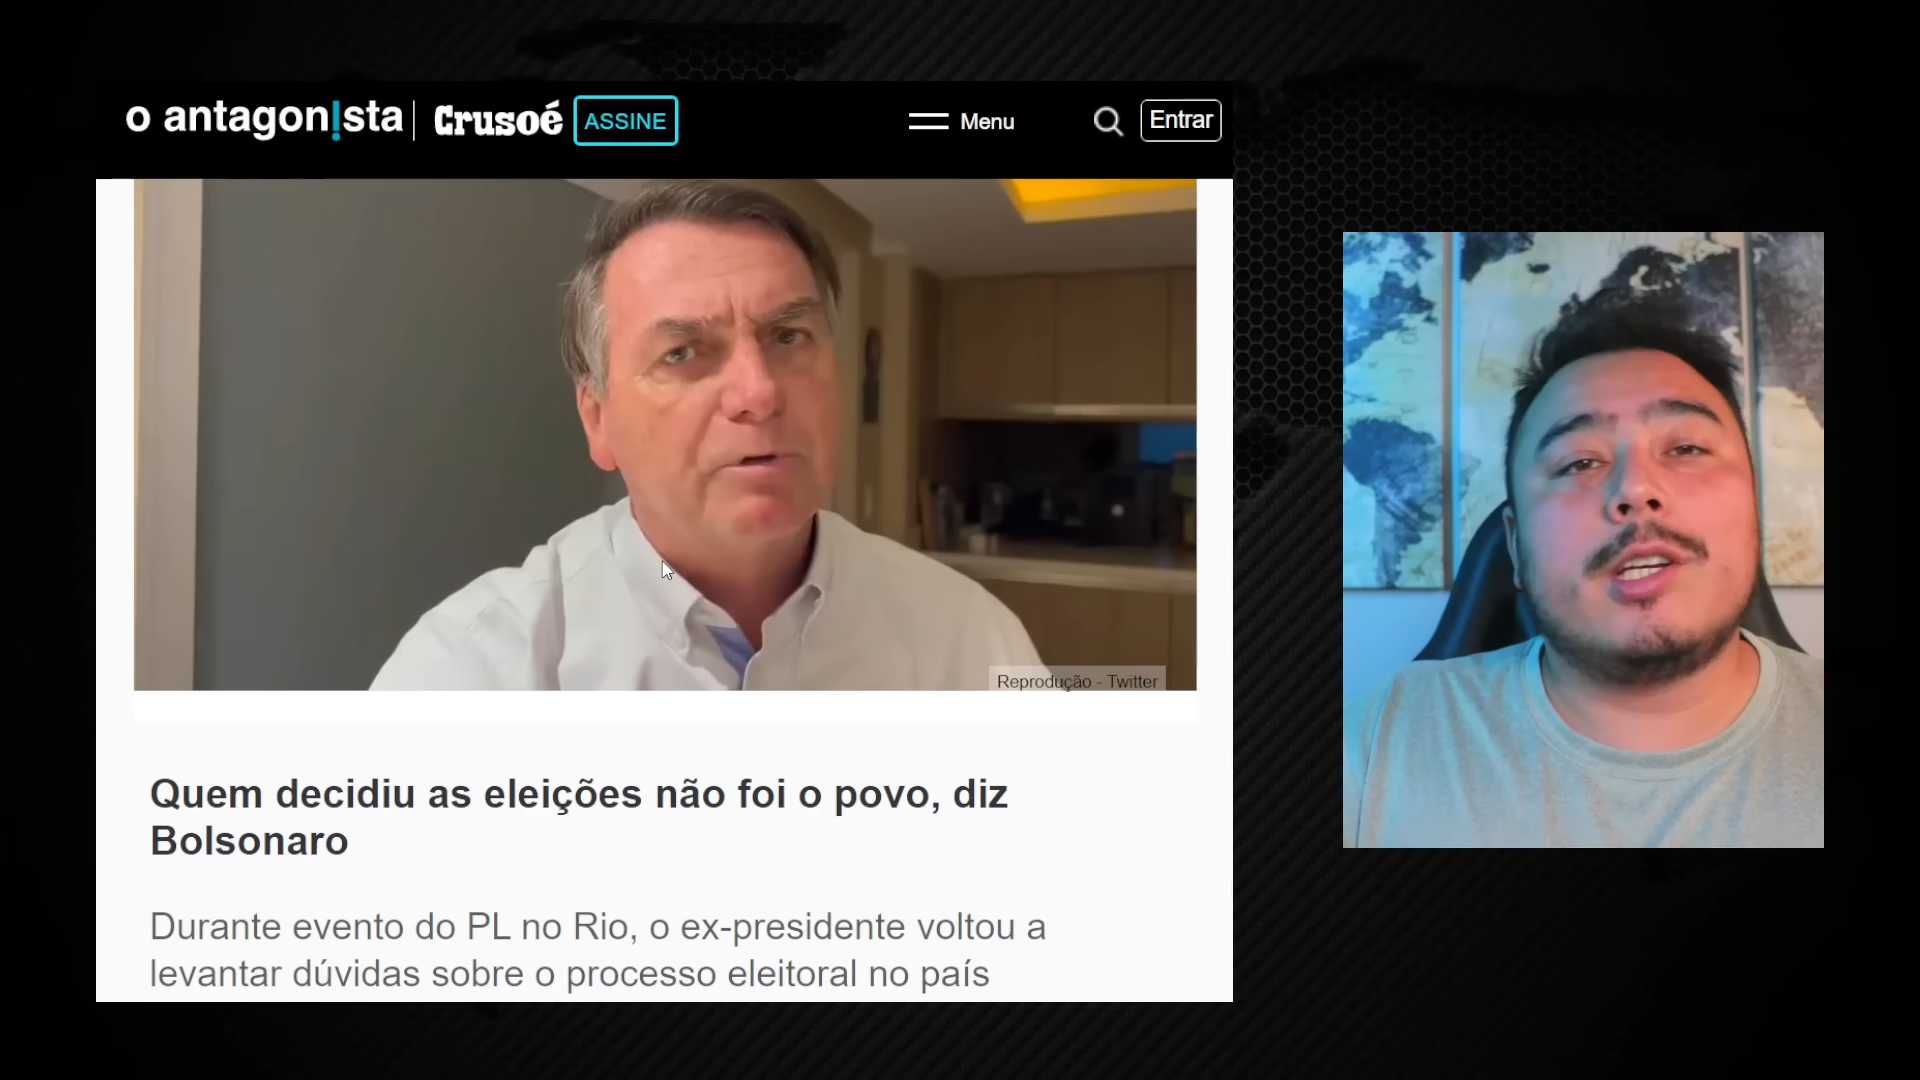 o antagon!sta | Crusoé ASSINE Menu Entrar
Reprodução - Twitter
Quem decidiu as eleições não foi o povo, diz
Bolsonaro
Durante evento do PL no Rio, o ex-presidente voltou a
levantar dúvidas sobre o processo eleitoral no país